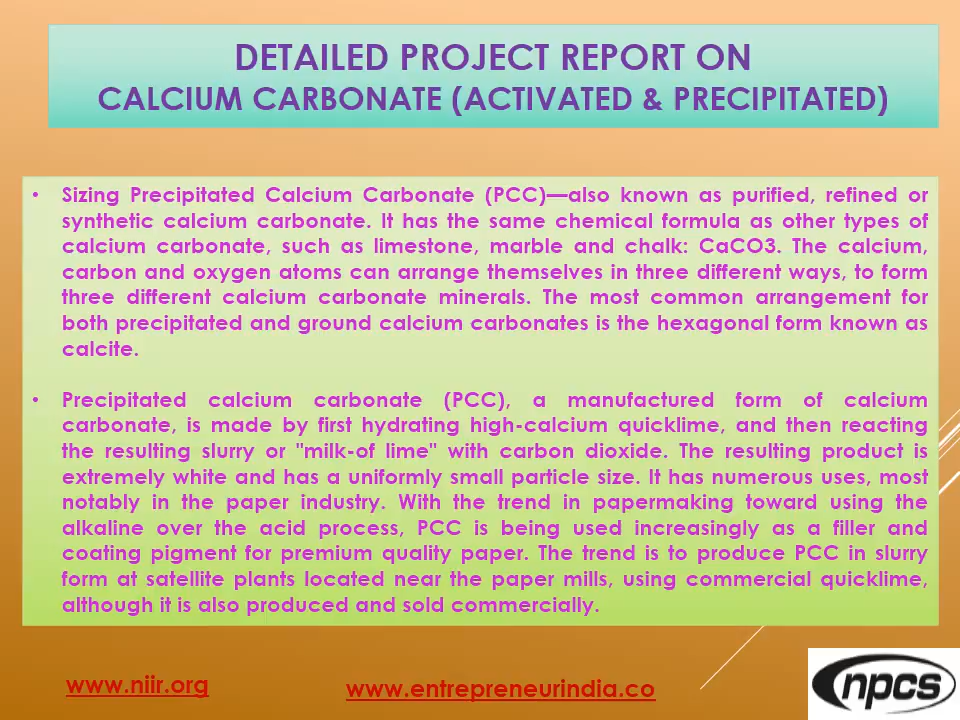 DETAILED PROJECT REPORT ON
CALCIUM CARBONATE (ACTIVATED & PRECIPITATED)
• Sizing Precipitated Calcium Carbonate (PCC)—also known as purified, refined or
synthetic calcium carbonate. It has the same chemical formula as other types of
calcium carbonate, such as limestone, marble and chalk: CaCO3. The calcium,
carbon and oxygen atoms can arrange themselves in three different ways, to form
three different calcium carbonate minerals. The most common arrangement for
both precipitated and ground calcium carbonates is the hexagonal form known as
calcite.
• Precipitated calcium carbonate (PCC), a manufactured form of calcium
carbonate, is made by first hydrating high-calcium quicklime, and then reacting
the resulting slurry or "milk-of lime" with carbon dioxide. The resulting product is
extremely white and has a uniformly small particle size. It has numerous uses, most
notably in the paper industry. With the trend in papermaking toward using the
alkaline over the acid process, PCC is being used increasingly as a filler and
coating pigment for premium quality paper. The trend is to produce PCC in slurry
form at satellite plants located near the paper mills, using commercial quicklime,
although it is also produced and sold commercially.
www.niir.org
www.entrepreneurindia.co
npcs